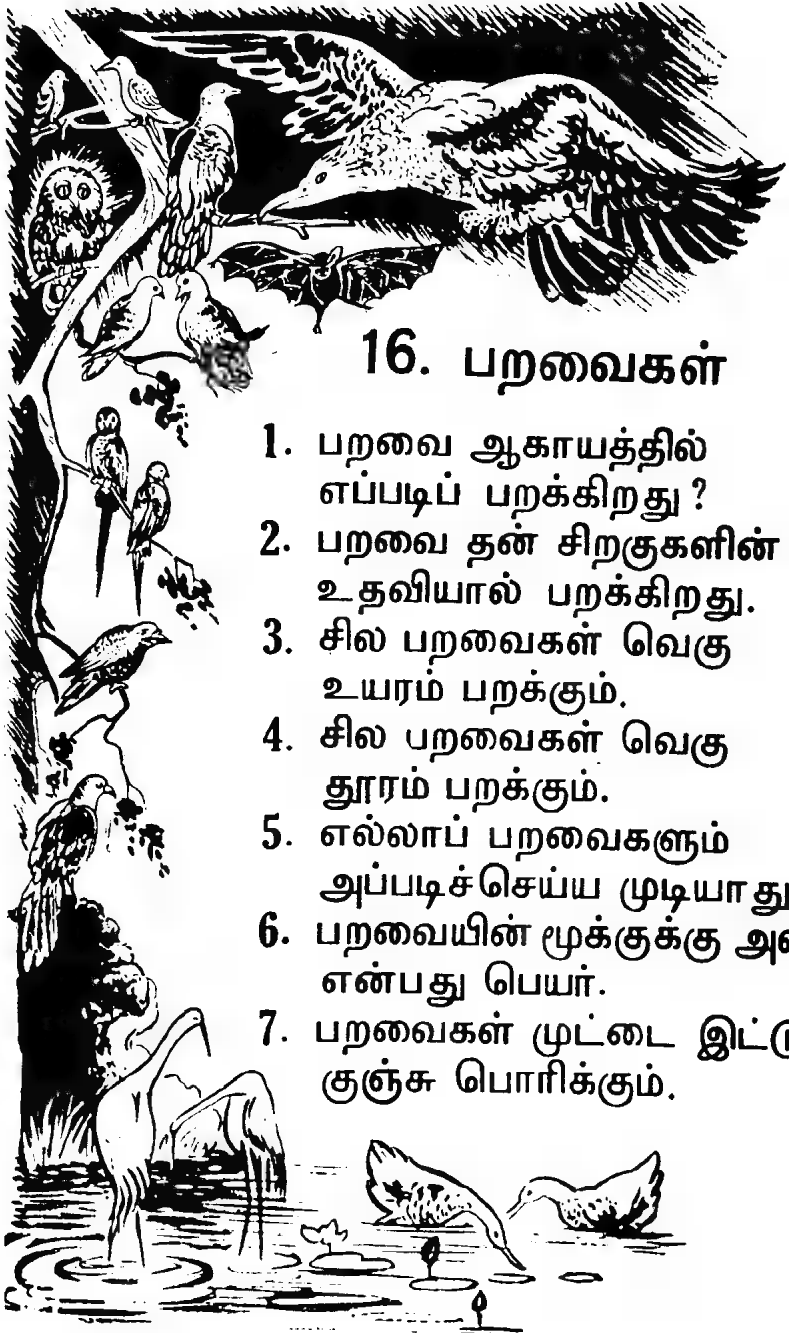 16. பறவைகள்
1. பறவை ஆகாயத்தில்
எப்படிப் பறக்கிறது ?
2. பறவை தன் சிறகுகளின்
உதவியால் பறக்கிறது.
3. சில பறவைகள் வெகு
உயரம் பறக்கும்.
4. சில பறவைகள் வெகு
தூரம் பறக்கும்.
5. எல்லாப் பறவைகளும்
அப்படிச்செய்ய முடியாது
6. பறவையின் மூக்குக்கு
என்பது பெயர்.
7. பறவைகள் முட்டை இட்டு
குஞ்சு பொரிக்கும்.